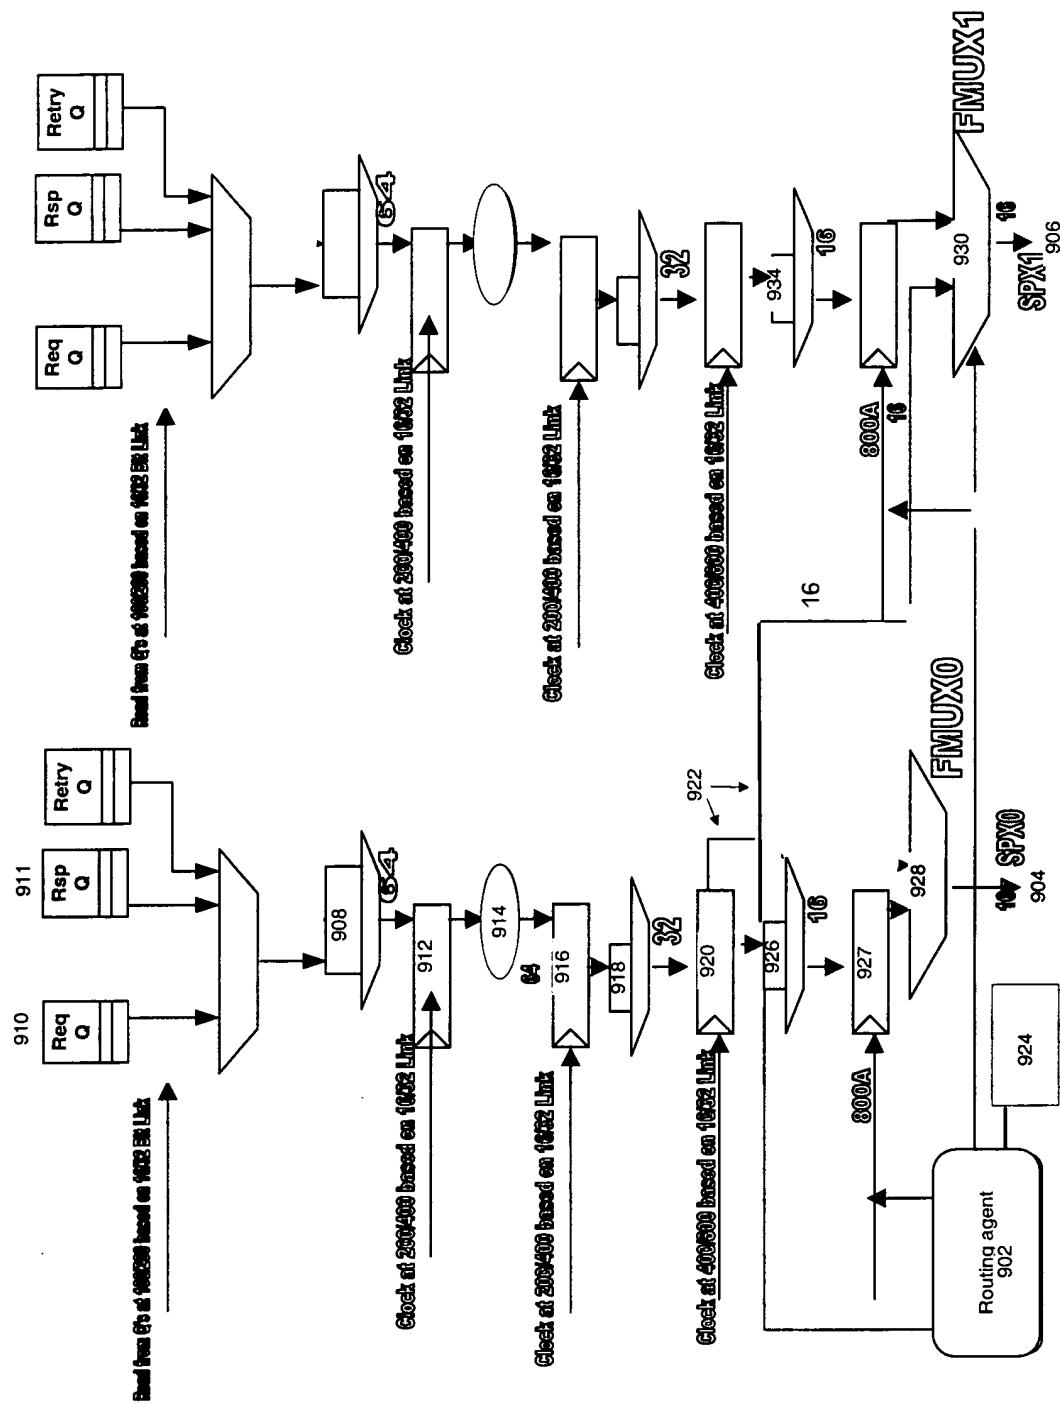 Req Q
Rsp Q
Retry Q
Req Q
Rsp Q
Retry Q
910
911
Read from Q's at 100/200 based on 16/32 Bit Link
Read from Q's at 100/200 based on 16/32 Bit Link
908
64
64
912
Clock at 200/400 based on 16/32 Link
Clock at 200/400 based on 16/32 Link
914
64
916
Clock at 200/400 based on 16/32 Link
Clock at 200/400 based on 16/32 Link
918
32
32
920
922
Clock at 400/800 based on 16/32 Link
Clock at 400/800 based on 16/32 Link
926
934
16
16
16
927
800A
800A
16
928
FMUX0
930
FMUX1
SPX0
904
16
SPX1
906
924
Routing agent
902